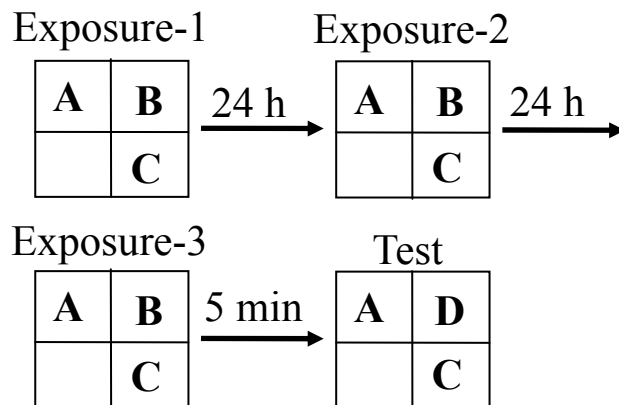 Exposure-1
Exposure-2
A B
24 h
A B
24 h
C
C
Exposure-3
Test
A B
5 min
A D
C
C